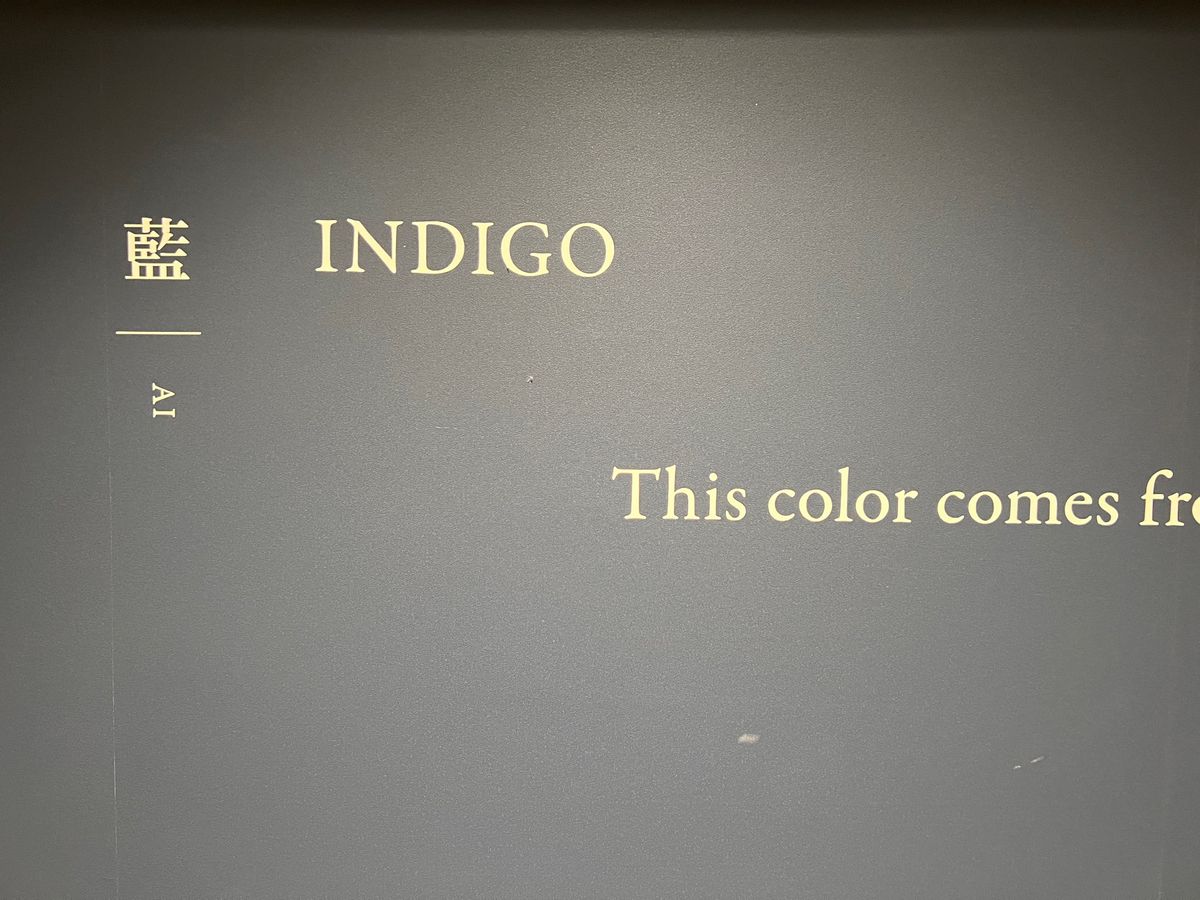 藍
AI
INDIGO
This color comes